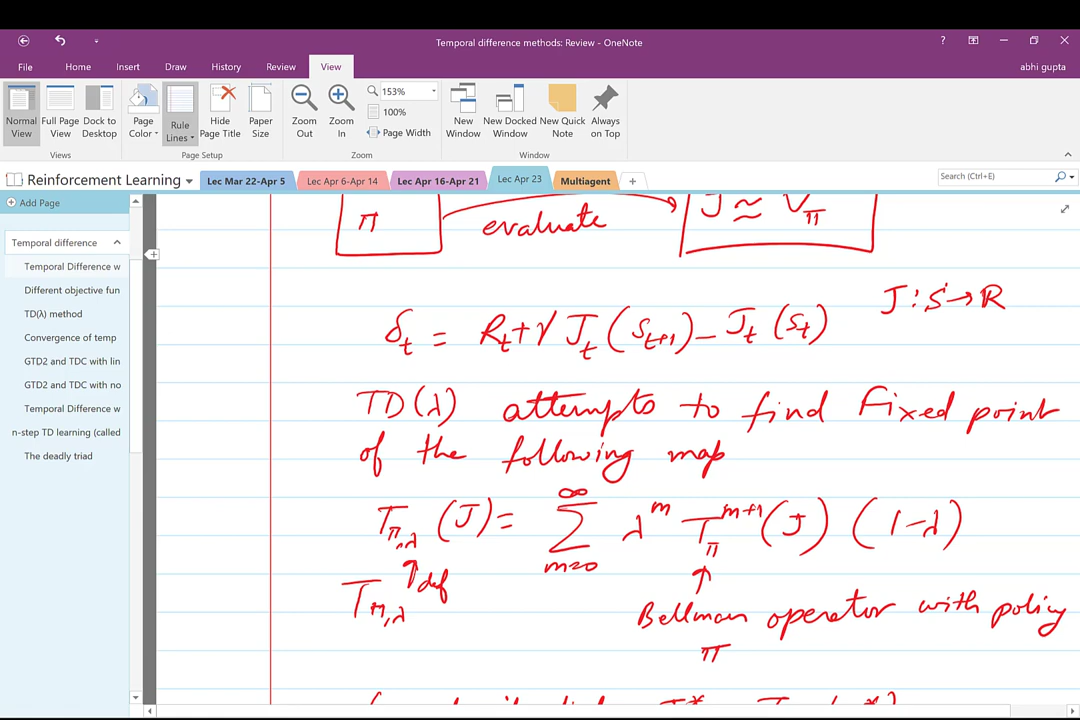 Temporal difference methods: Review - OneNote
?
abhi gupta
File Home Insert Draw History Review View
153%
100%
Page Width
Normal View
Full Page View
Dock to Desktop
Page Color
Rule Lines
Hide Page Title
Paper Size
Zoom Out
Zoom In
New Window
New Docked Window
New Quick Note
Always on Top
Views
Page Setup
Zoom
Window
Reinforcement Learning
Lec Mar 22-Apr 5
Lec Apr 6-Apr 14
Lec Apr 16-Apr 21
Lec Apr 23
Multiagent
+
Search (Ctrl+E)
Add Page
Temporal difference
Temporal Difference w
Different objective fun
TD(λ) method
Convergence of temp
GTD2 and TDC with lin
GTD2 and TDC with no
Temporal Difference w
n-step TD learning (called
The deadly triad
π
evaluate
J ≃ V_π
J : S → R
δ_t = R_t + γ J_t (S_{t+1}) - J_t (S_t)
TD(λ) attempts to find fixed point
of the following map
T_{π,λ} (J) = ∑_{m=0}^{∞} λ^m T_π^{m+1} (J) (1-λ)
↑ def
T_{π,λ}
↑
Bellman operator with policy
π